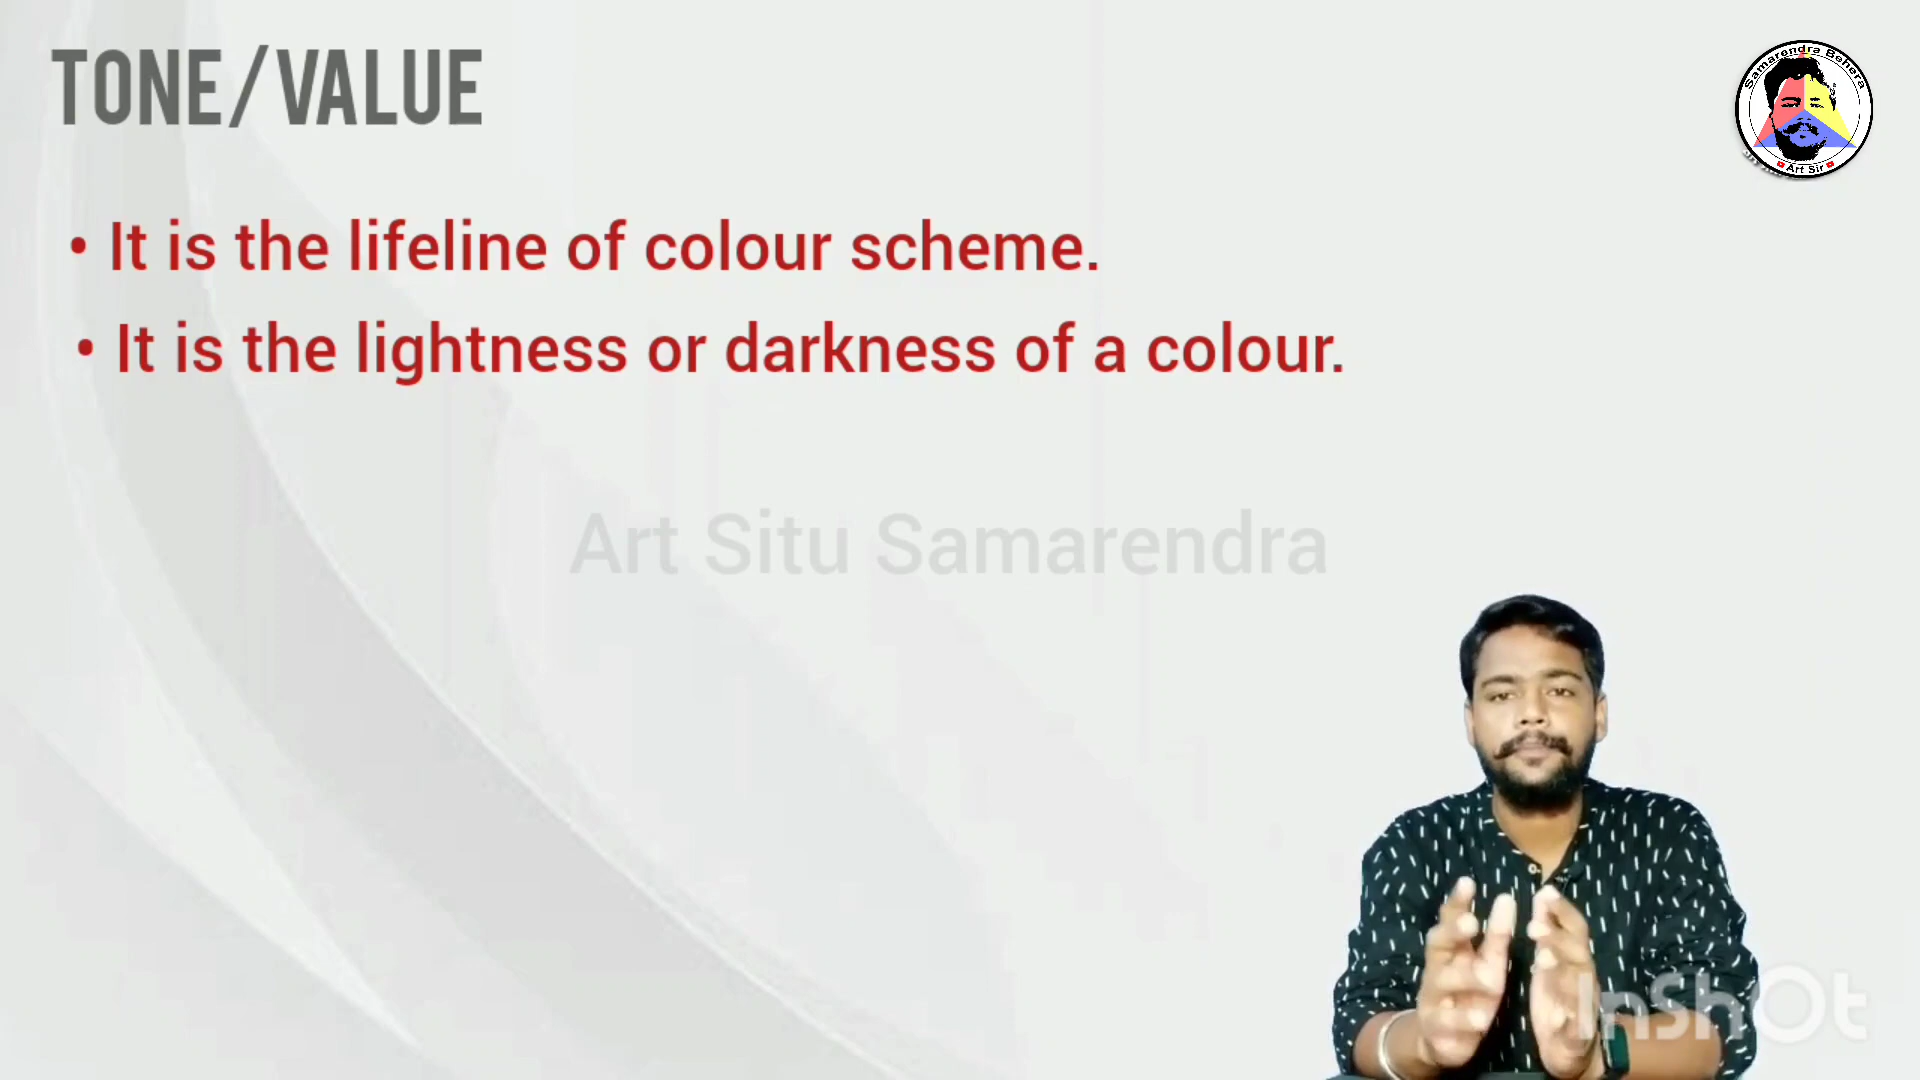 TONE/VALUE
Samarendra Behera
Art Sir
• It is the lifeline of colour scheme.
• It is the lightness or darkness of a colour.
Art Situ Samarendra
InShOt